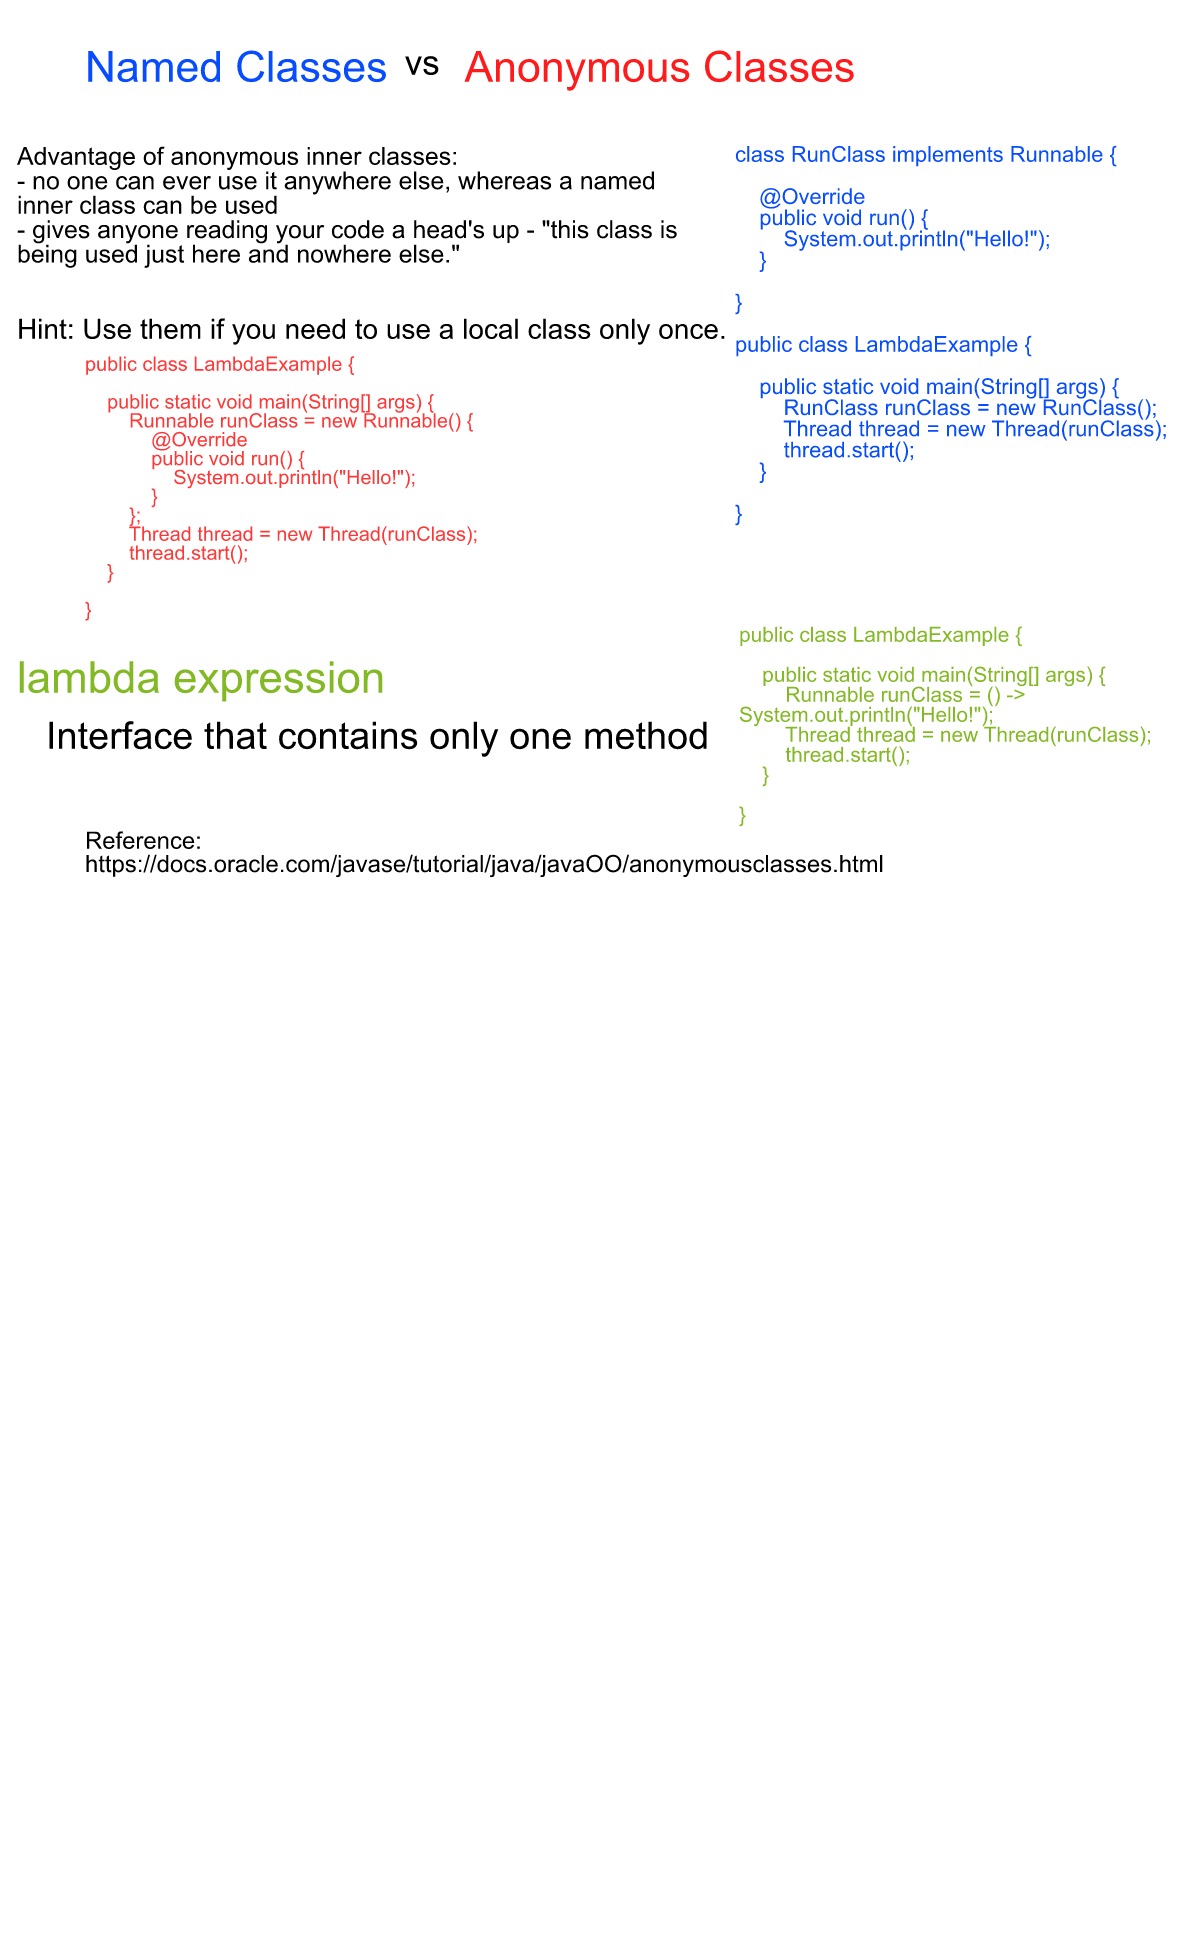 Named Classes vs Anonymous Classes
Advantage of anonymous inner classes:
- no one can ever use it anywhere else, whereas a named
inner class can be used
- gives anyone reading your code a head's up - "this class is
being used just here and nowhere else."
Hint: Use them if you need to use a local class only once.
public class LambdaExample {
public static void main(String[] args) {
Runnable runClass = new Runnable() {
@Override
public void run() {
System.out.println("Hello!");
}
};
Thread thread = new Thread(runClass);
thread.start();
}
}
class RunClass implements Runnable {
@Override
public void run() {
System.out.println("Hello!");
}
}
public class LambdaExample {
public static void main(String[] args) {
RunClass runClass = new RunClass();
Thread thread = new Thread(runClass);
thread.start();
}
}
lambda expression
Interface that contains only one method
public class LambdaExample {
public static void main(String[] args) {
Runnable runClass = () ->
System.out.println("Hello!");
Thread thread = new Thread(runClass);
thread.start();
}
}
Reference:
https://docs.oracle.com/javase/tutorial/java/javaOO/anonymousclasses.html